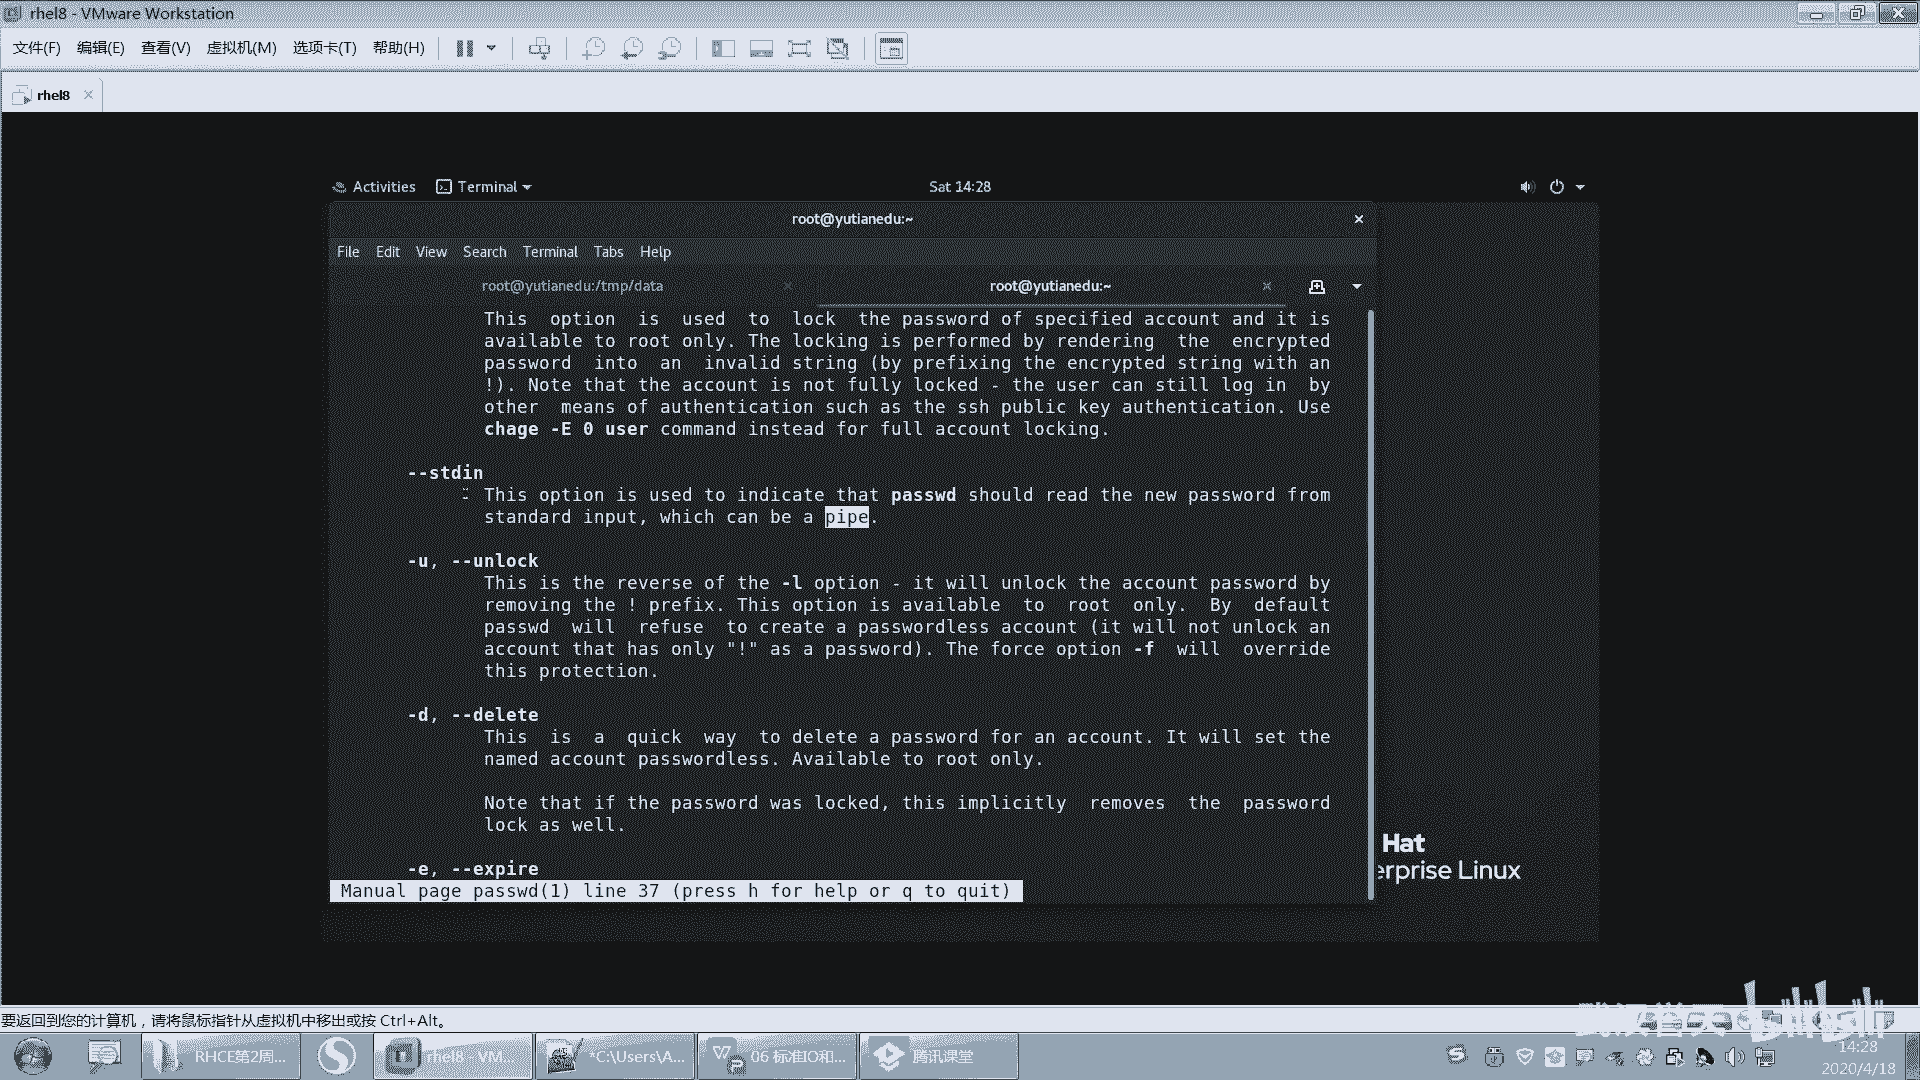 rhel8 - VMware Workstation
文件(F) 编辑(E) 查看(V) 虚拟机(M) 选项卡(T) 帮助(H)
rhel8
Activities Terminal Sat 14:28
root@yutianedu:~
File Edit View Search Terminal Tabs Help
root@yutianedu:/tmp/data root@yutianedu:~
This option is used to lock the password of specified account and it is
available to root only. The locking is performed by rendering the encrypted
password into an invalid string (by prefixing the encrypted string with an
!). Note that the account is not fully locked - the user can still log in by
other means of authentication such as the ssh public key authentication. Use
chage -E 0 user command instead for full account locking.
--stdin
This option is used to indicate that passwd should read the new password from
standard input, which can be a pipe.
-u, --unlock
This is the reverse of the -l option - it will unlock the account password by
removing the ! prefix. This option is available to root only. By default
passwd will refuse to create a passwordless account (it will not unlock an
account that has only "!" as a password). The force option -f will override
this protection.
-d, --delete
This is a quick way to delete a password for an account. It will set the
named account passwordless. Available to root only.
Note that if the password was locked, this implicitly removes the password
lock as well.
-e, --expire
Manual page passwd(1) line 37 (press h for help or q to quit)
Hat
erprise Linux
要返回到您的计算机，请将鼠标指针从虚拟机中移出或按 Ctrl+Alt。
bilibili
RHCE第2周... rhel8 - VM... *C:\Users\A... 06 标准IO和... 腾讯课堂
14:28
2020/4/18